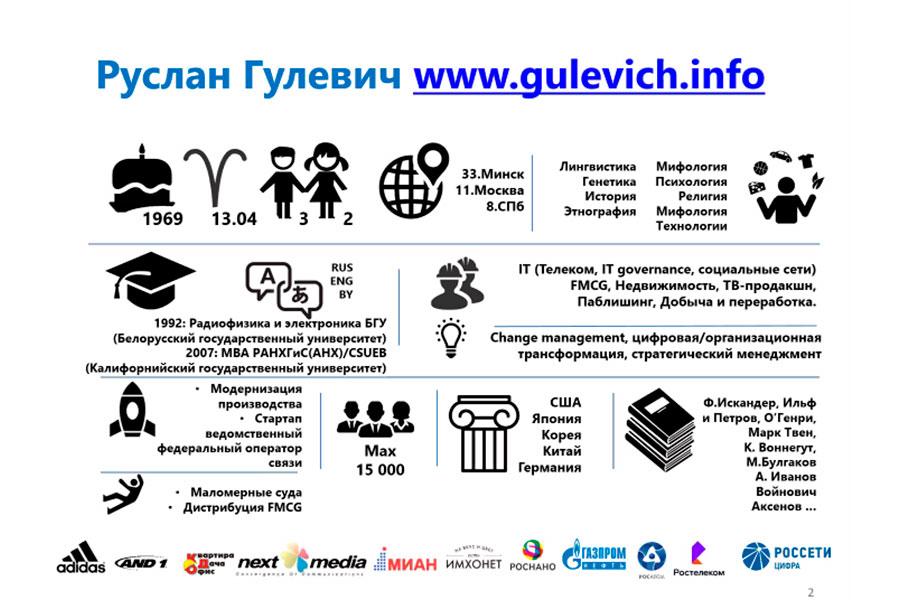 Руслан Гулевич www.gulevich.info
1969
13.04
3
2
33.Минск
11.Москва
8.СПб
Лингвистика
Генетика
История
Этнография
Мифология
Психология
Религия
Мифология
Технологии
A
あ
RUS
ENG
BY
1992: Радиофизика и электроника БГУ
(Белорусский государственный университет)
2007: MBA РАНХГиС(АНХ)/CSUEB
(Калифорнийский государственный университет)
IT (Телеком, IT governance, социальные сети)
FMCG, Недвижимость, ТВ-продакшн,
Паблишинг, Добыча и переработка.
Change management, цифровая/организационная
трансформация, стратегический менеджмент
• Модернизация
производства
• Стартап
ведомственный
федеральный оператор
связи
• Маломерные суда
• Дистрибуция FMCG
Max
15 000
США
Япония
Корея
Китай
Германия
Ф.Искандер, Ильф
и Петров, О'Генри,
Марк Твен,
К. Воннегут,
М.Булгаков
А. Иванов
Войнович
Аксенов ...
adidas
AND 1
Квартира
Дача
Офис
next media
Convergence Of Communications
МИАН
НА ВКУС И ЦВЕТ
ИМХОНЕТ
РОСНАНО
ГАЗПРОМ
НЕФТЬ
РОСАТОМ
Ростелеком
РОССЕТИ
ЦИФРА
2